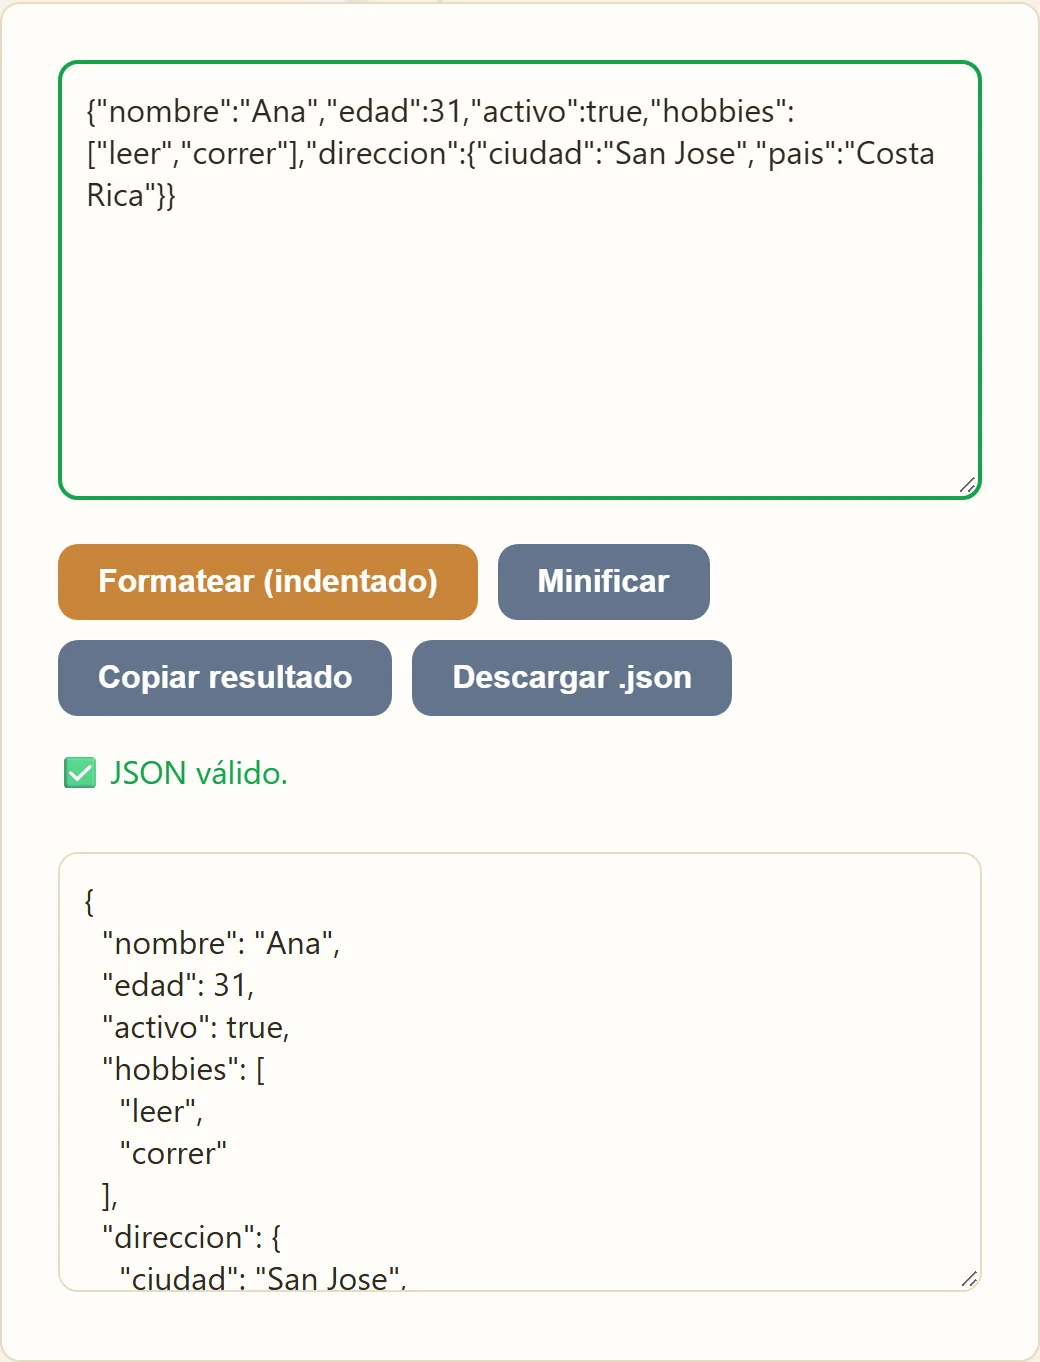 {"nombre":"Ana","edad":31,"activo":true,"hobbies":
["leer","correr"],"direccion":{"ciudad":"San Jose","pais":"Costa
Rica"}}
Formatear (indentado)
Minificar
Copiar resultado
Descargar .json
✅ JSON válido.
{
  "nombre": "Ana",
  "edad": 31,
  "activo": true,
  "hobbies": [
    "leer",
    "correr"
  ],
  "direccion": {
    "ciudad": "San Jose",